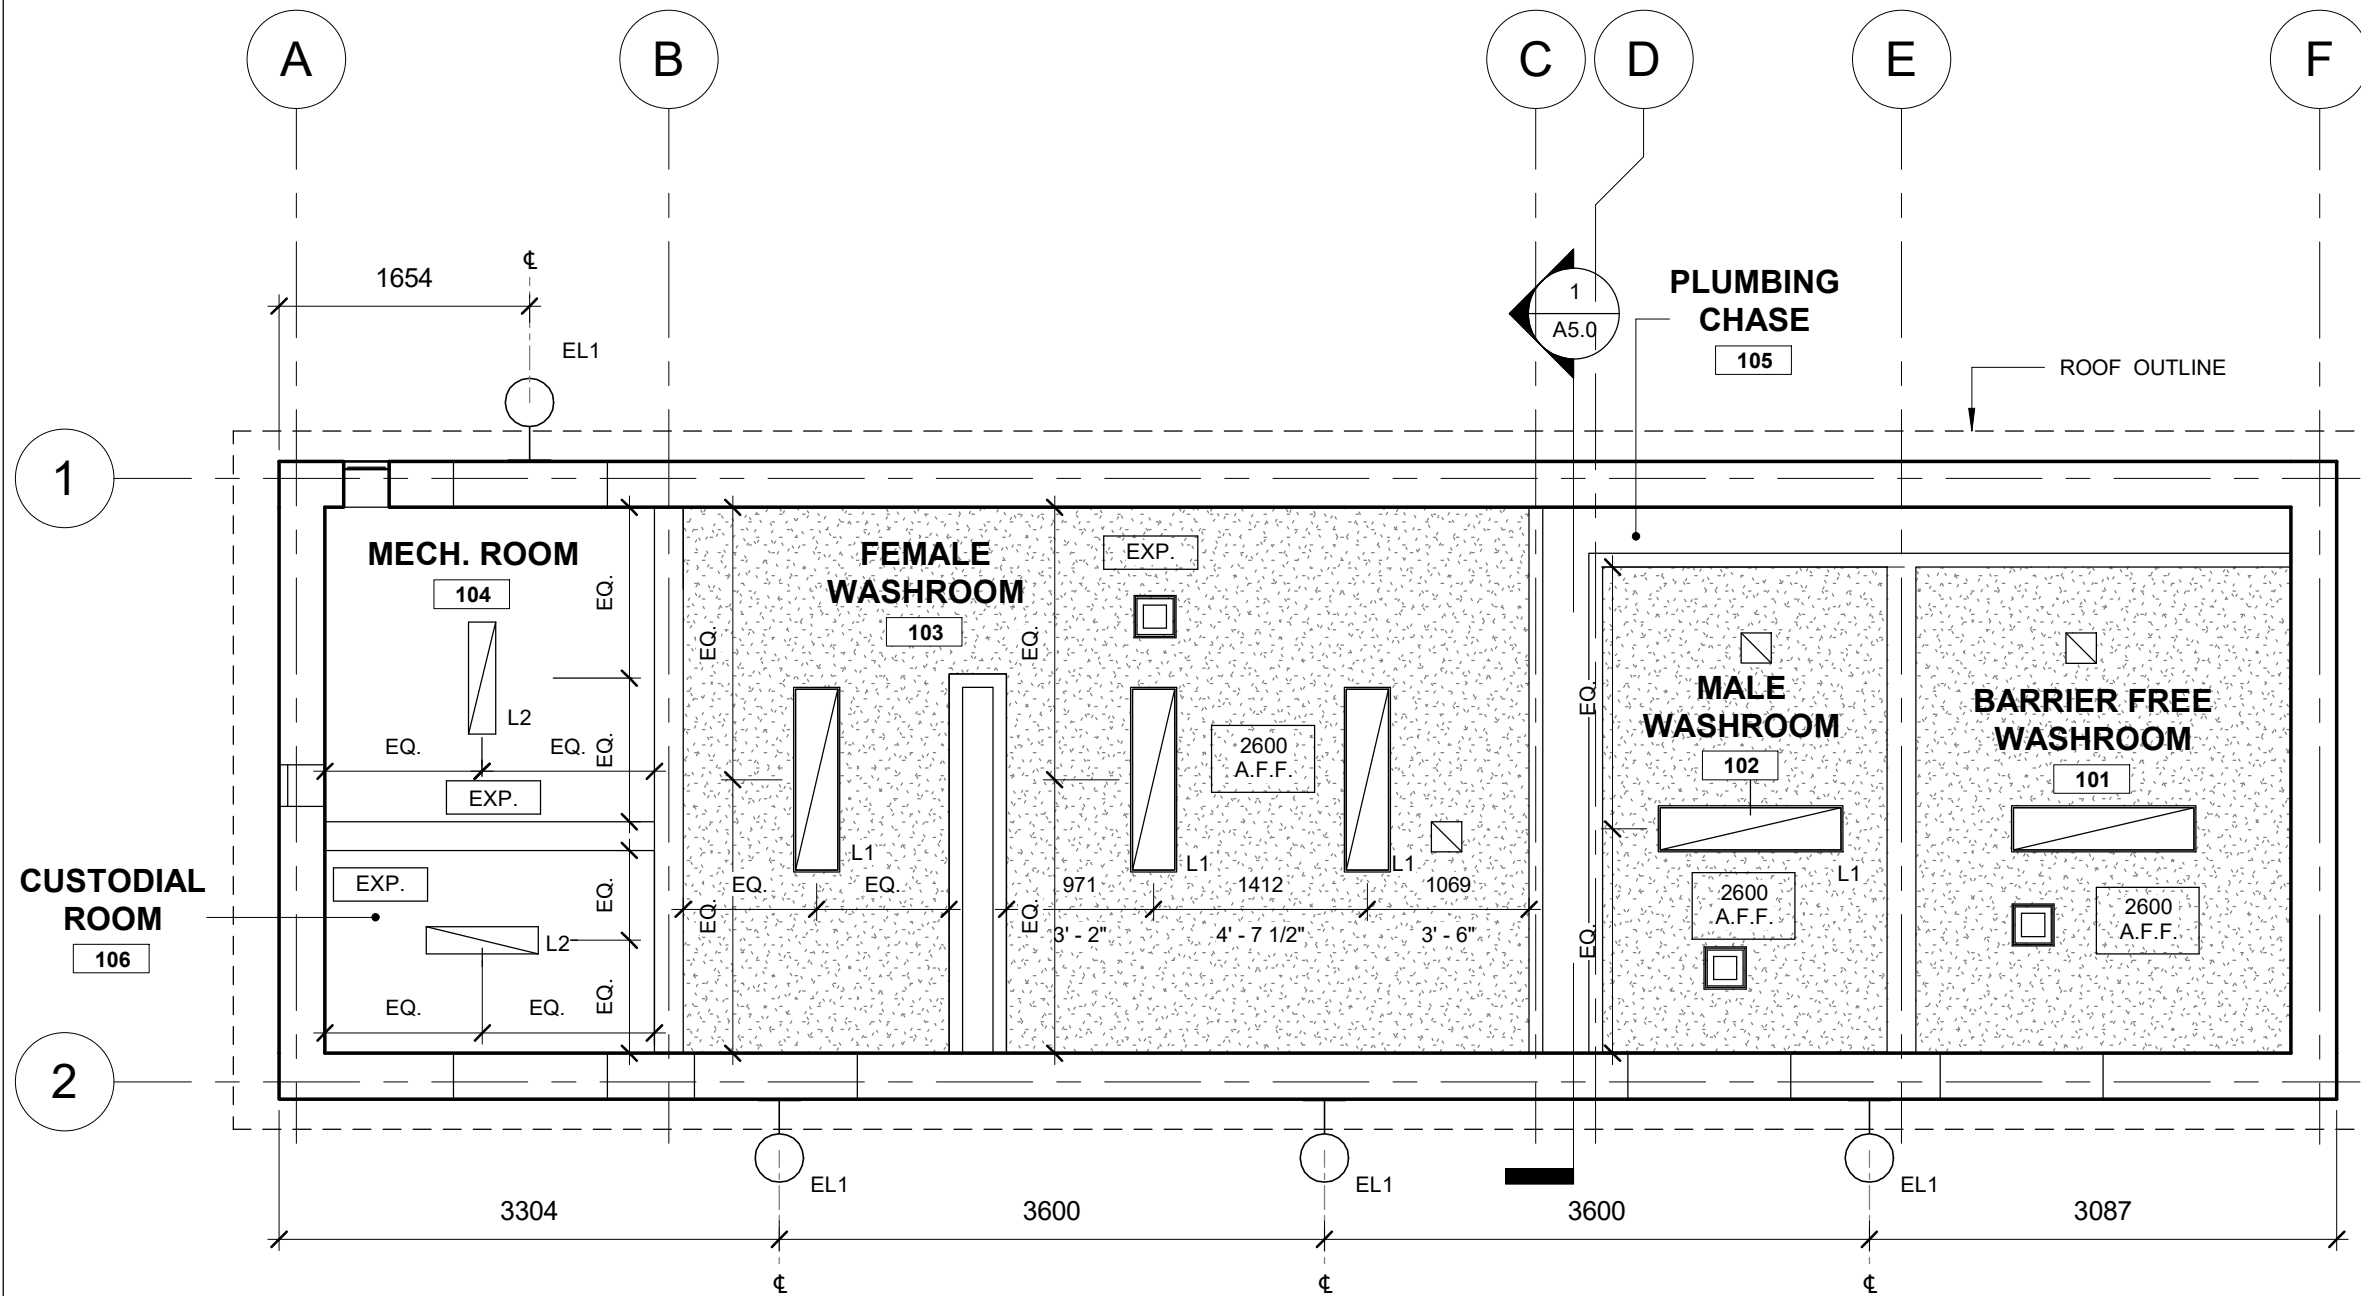 A B C D E F
1654
℄
EL1
1
A5.0
PLUMBING
CHASE
105
ROOF OUTLINE
1
MECH. ROOM
104
EQ.
L2
EQ. EQ.
EQ.
EXP.
FEMALE
WASHROOM
103
EXP.
EQ.
EQ.
2600
A.F.F.
L1
L1
L1
EQ. EQ.
EQ.
EQ.
971 1412 1069
3' - 2" 4' - 7 1/2" 3' - 6"
MALE
WASHROOM
102
EQ.
L1
2600
A.F.F.
EQ.
BARRIER FREE
WASHROOM
101
2600
A.F.F.
CUSTODIAL
ROOM
106
EXP.
EQ.
L2
EQ.
EQ. EQ.
2
EL1 EL1 EL1
3304 3600 3600 3087
℄ ℄ ℄